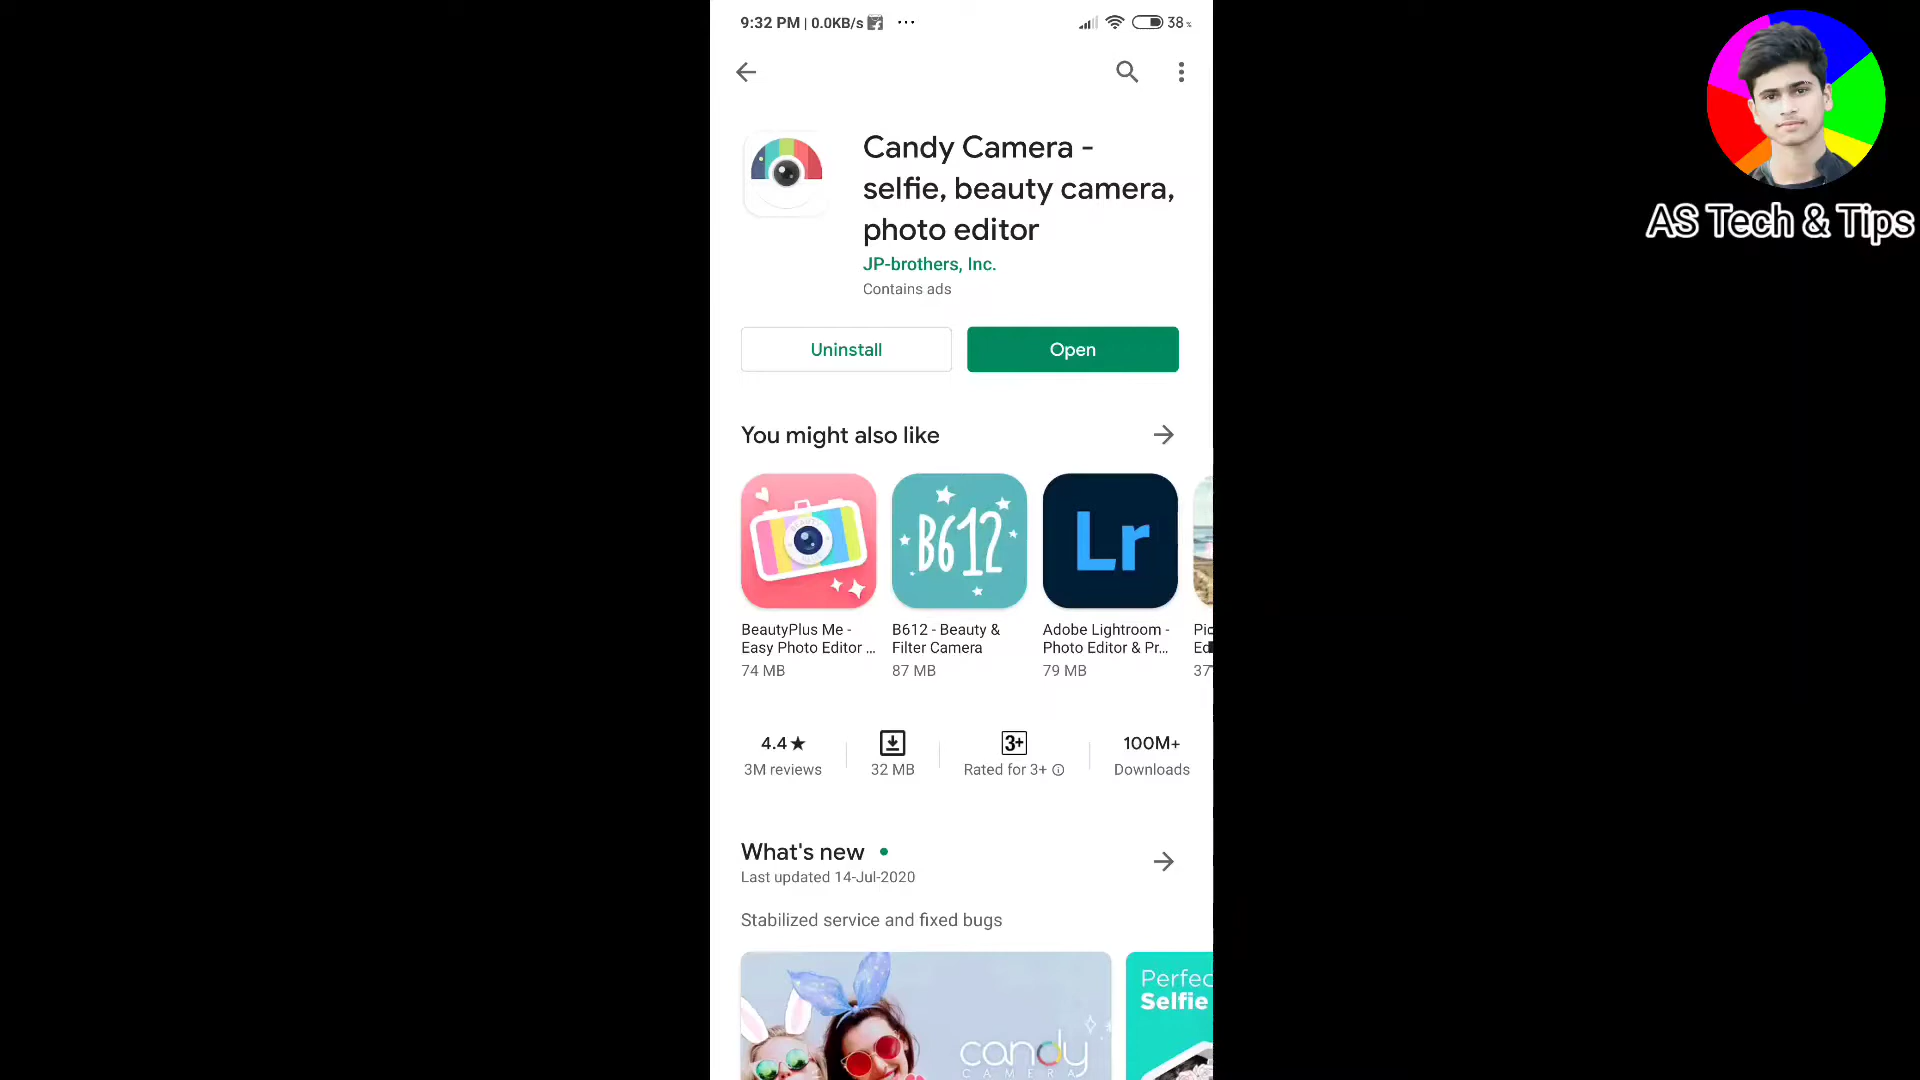 9:32 PM | 0.0KB/s ... 38%
AS Tech & Tips
Candy Camera -
selfie, beauty camera,
photo editor
JP-brothers, Inc.
Contains ads
Uninstall
Open
You might also like
B612
Lr
BeautyPlus Me -
Easy Photo Editor ...
74 MB
B612 - Beauty &
Filter Camera
87 MB
Adobe Lightroom -
Photo Editor & Pr...
79 MB
Pic
Ed
37
4.4★
3M reviews
32 MB
3+
Rated for 3+
100M+
Downloads
What's new
Last updated 14-Jul-2020
Stabilized service and fixed bugs
candy
CAMERA
Perfec
Selfie